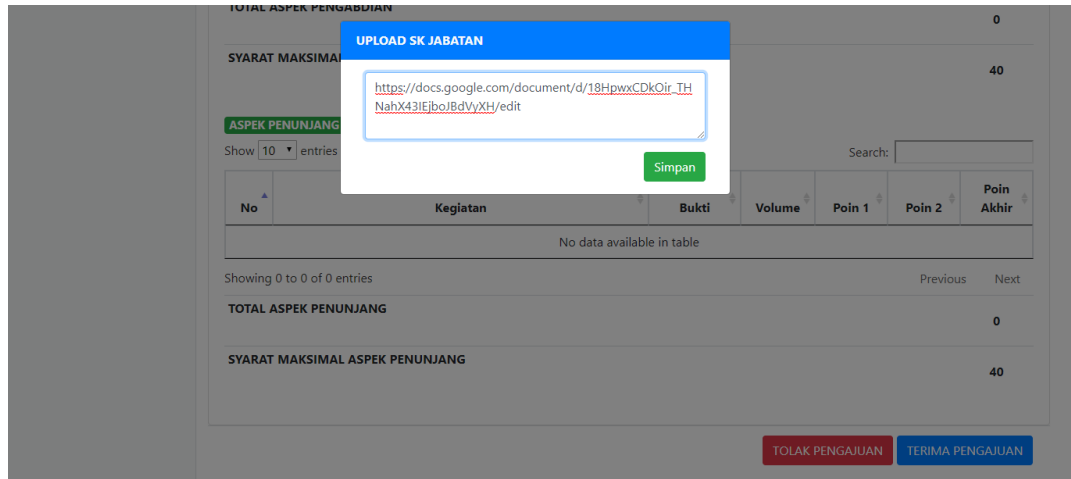 TOTAL ASPEK PENGABDIAN
0
UPLOAD SK JABATAN
SYARAT MAKSIMAL
40
https://docs.google.com/document/d/18HpwxCDkOir_TH
NahX43IEjboJBdVyXH/edit
Simpan
ASPEK PENUNJANG
Show 10 entries
Search:
No Kegiatan Bukti Volume Poin 1 Poin 2 Poin Akhir
No data available in table
Showing 0 to 0 of 0 entries
Previous Next
TOTAL ASPEK PENUNJANG
0
SYARAT MAKSIMAL ASPEK PENUNJANG
40
TOLAK PENGAJUAN TERIMA PENGAJUAN